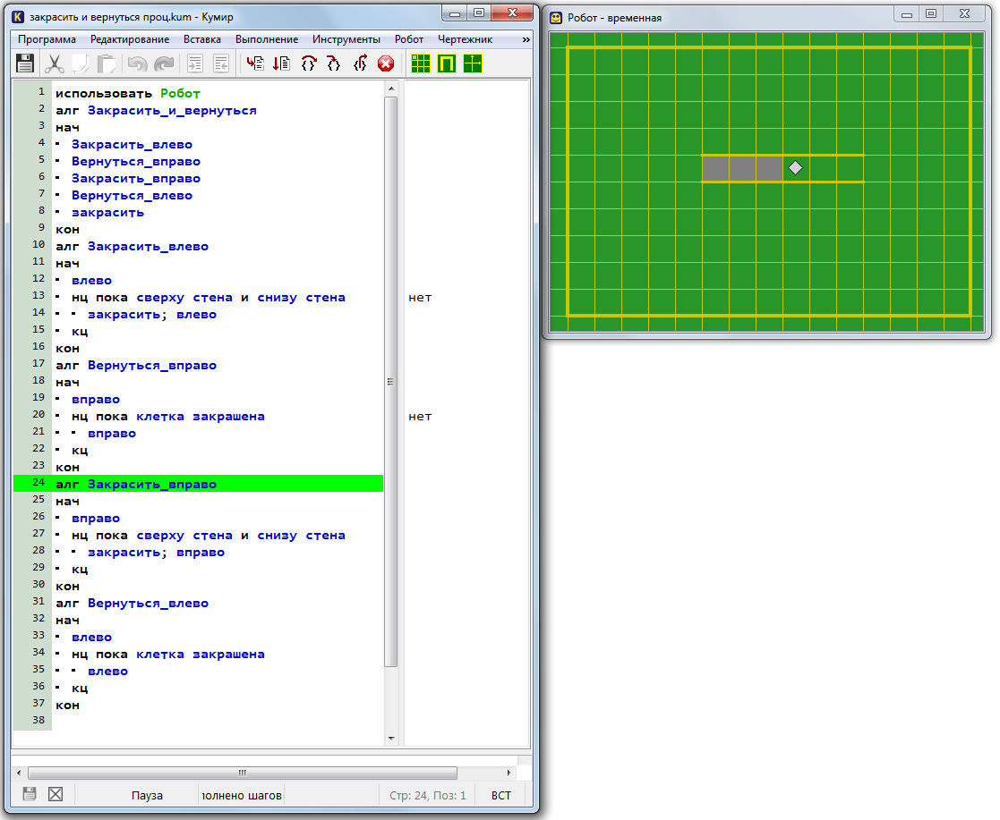 закрасить и вернуться проц.kum - Кумир
Программа Редактирование Вставка Выполнение Инструменты Робот Чертежник »
1 использовать Робот
2 алг Закрасить_и_вернуться
3 нач
4 Закрасить_влево
5 Вернуться_вправо
6 Закрасить_вправо
7 Вернуться_влево
8 закрасить
9 кон
10 алг Закрасить_влево
11 нач
12 влево
13 нц пока сверху стена и снизу стена нет
14 закрасить; влево
15 кц
16 кон
17 алг Вернуться_вправо
18 нач
19 вправо
20 нц пока клетка закрашена нет
21 вправо
22 кц
23 кон
24 алг Закрасить_вправо
25 нач
26 вправо
27 нц пока сверху стена и снизу стена
28 закрасить; вправо
29 кц
30 кон
31 алг Вернуться_влево
32 нач
33 влево
34 нц пока клетка закрашена
35 влево
36 кц
37 кон
38
Пауза олнено шагов Стр: 24, Поз: 1 ВСТ
Робот - временная